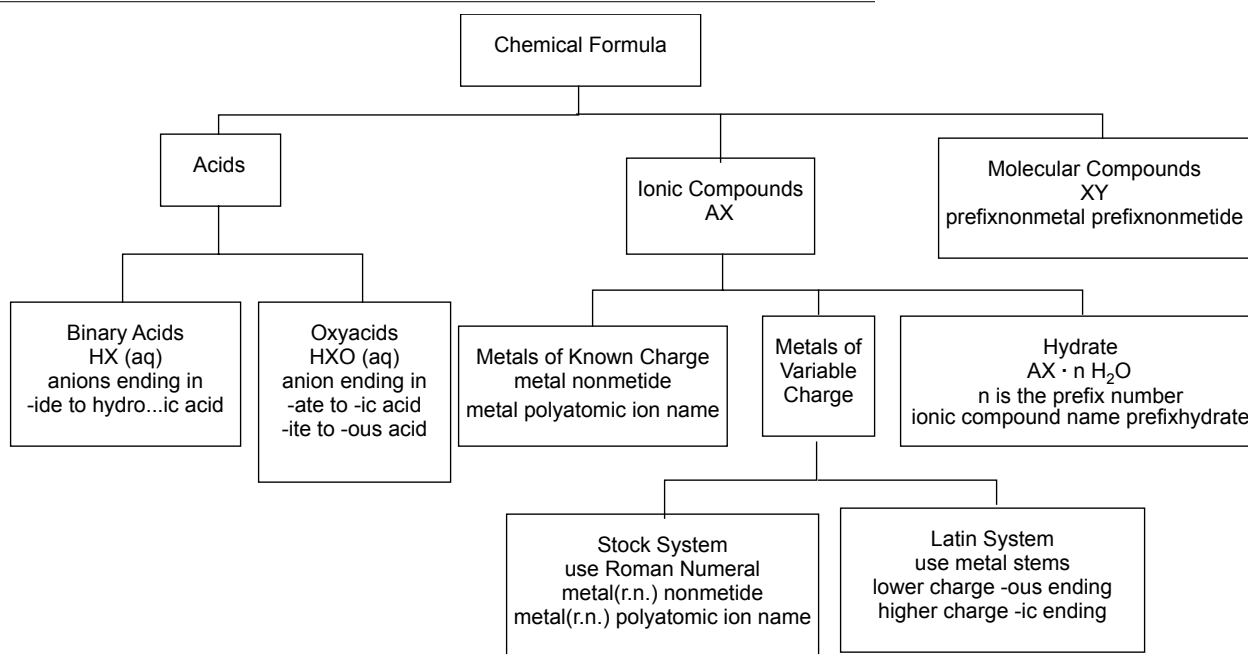 Chemical Formula
Acids
Ionic Compounds
AX
Molecular Compounds
XY
prefixnonmetal prefixnonmetide
Binary Acids
HX (aq)
anions ending in
-ide to hydro...ic acid
Oxyacids
HXO (aq)
anion ending in
-ate to -ic acid
-ite to -ous acid
Metals of Known Charge
metal nonmetide
metal polyatomic ion name
Metals of
Variable
Charge
Hydrate
AX · n H₂O
n is the prefix number
ionic compound name prefixhydrate
Stock System
use Roman Numeral
metal(r.n.) nonmetide
metal(r.n.) polyatomic ion name
Latin System
use metal stems
lower charge -ous ending
higher charge -ic ending